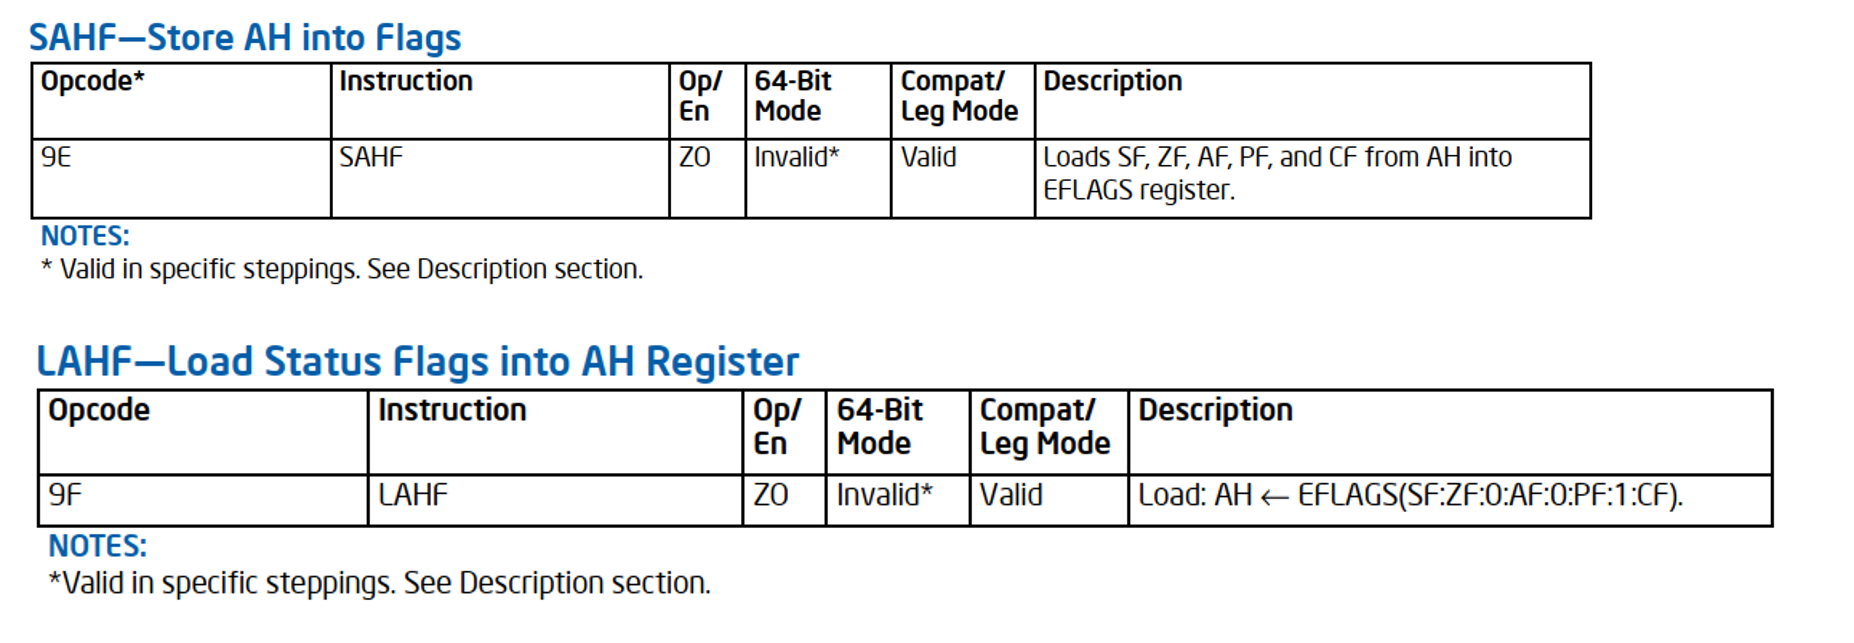 SAHF—Store AH into Flags
Opcode* Instruction Op/ 64-Bit Compat/ Description
En Mode Leg Mode
9E SAHF ZO Invalid* Valid Loads SF, ZF, AF, PF, and CF from AH into
EFLAGS register.
NOTES:
* Valid in specific steppings. See Description section.
LAHF—Load Status Flags into AH Register
Opcode Instruction Op/ 64-Bit Compat/ Description
En Mode Leg Mode
9F LAHF ZO Invalid* Valid Load: AH ← EFLAGS(SF:ZF:0:AF:0:PF:1:CF).
NOTES:
*Valid in specific steppings. See Description section.